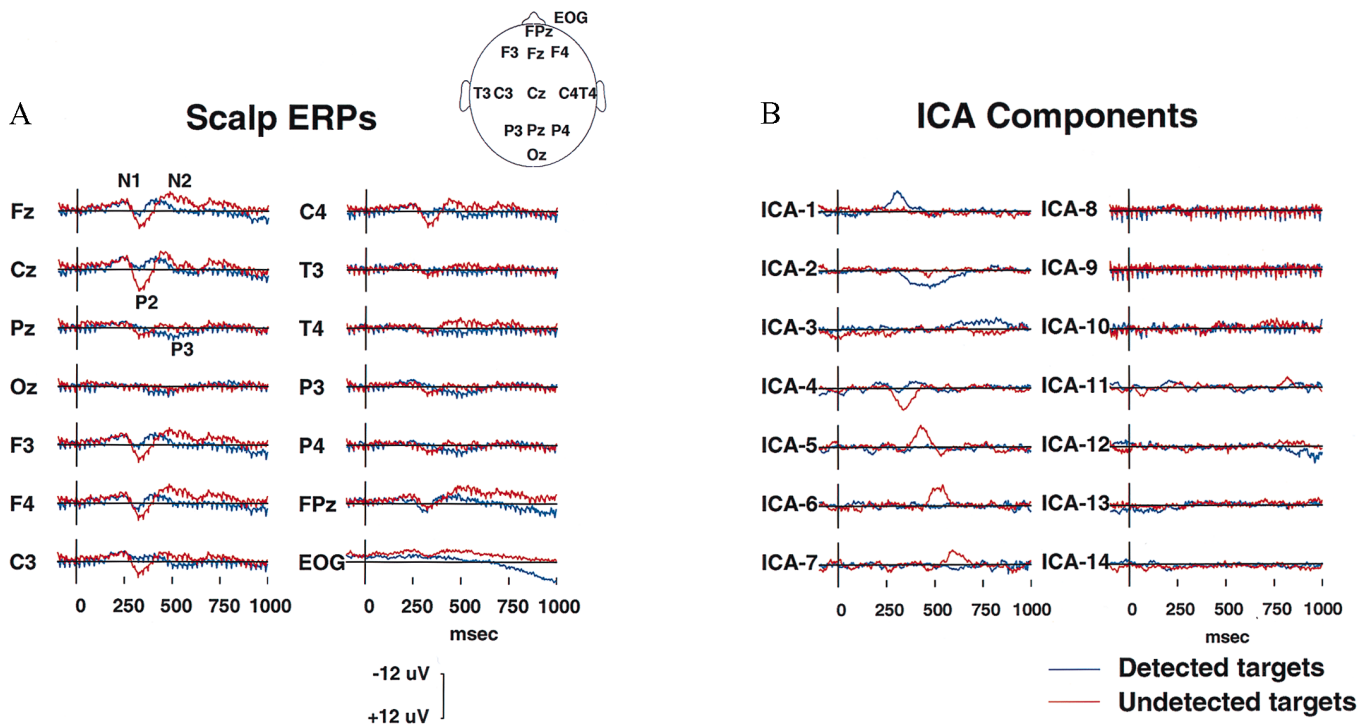 EOG
FPz
F3 Fz F4
T3 C3 Cz C4 T4
P3 Pz P4
Oz
A
Scalp ERPs
N1 N2
Fz
Cz
P2
Pz
P3
Oz
F3
F4
C3
0 250 500 750 1000
C4
T3
T4
P3
P4
FPz
EOG
0 250 500 750 1000
msec
-12 uV
+12 uV
B
ICA Components
ICA-1
ICA-2
ICA-3
ICA-4
ICA-5
ICA-6
ICA-7
0 250 500 750 1000
ICA-8
ICA-9
ICA-10
ICA-11
ICA-12
ICA-13
ICA-14
0 250 500 750 1000
msec
Detected targets
Undetected targets